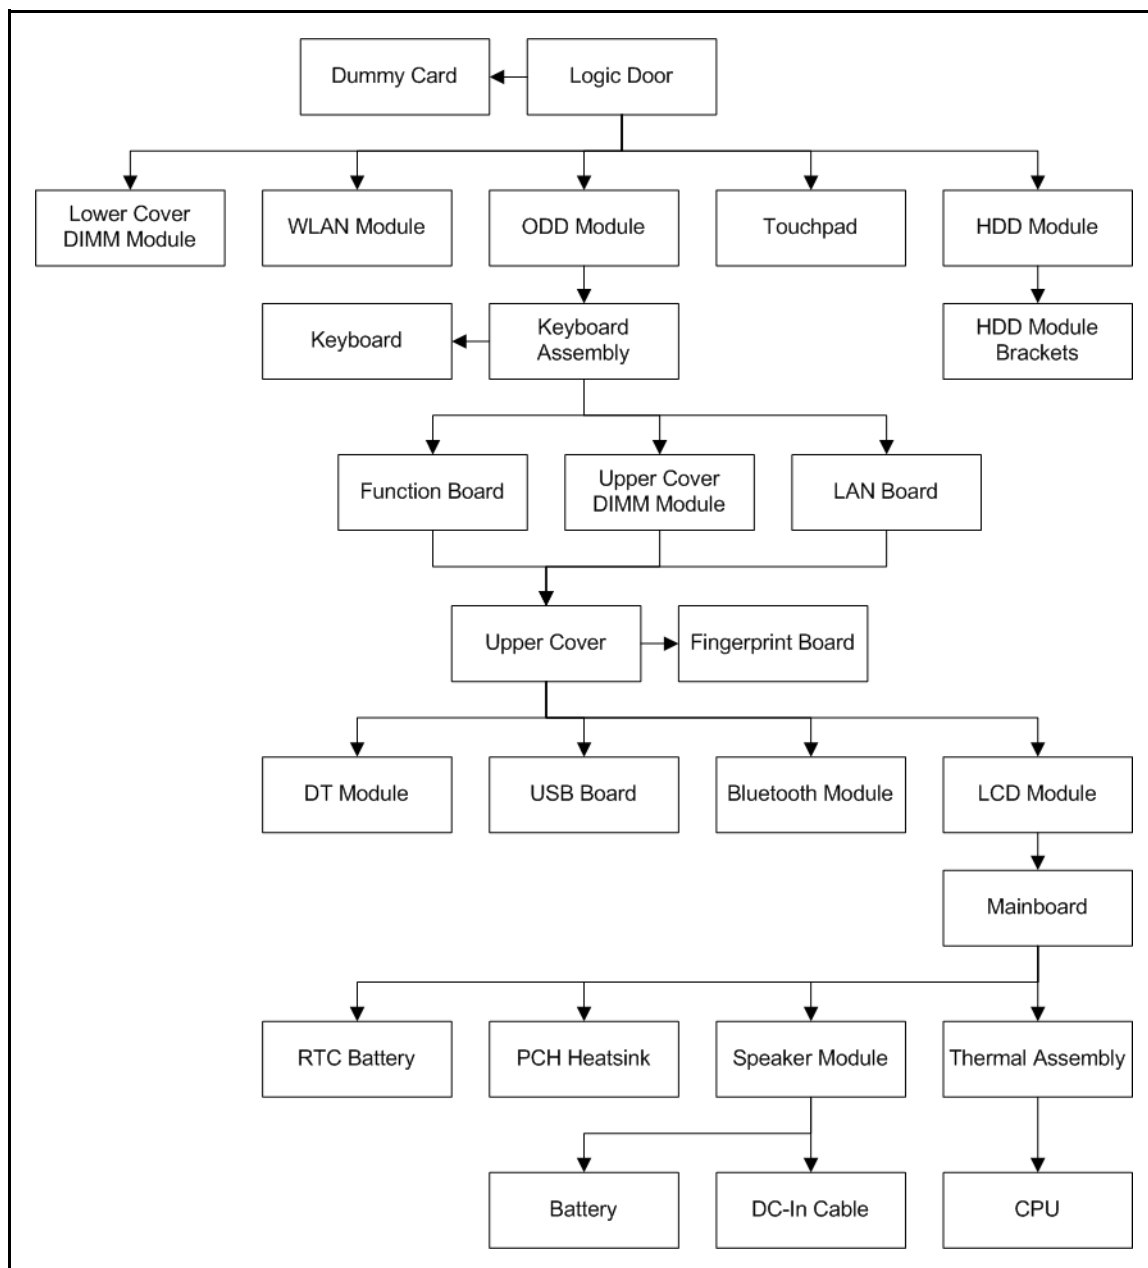 Dummy Card
Logic Door
Lower Cover
DIMM Module
WLAN Module
ODD Module
Touchpad
HDD Module
Keyboard
Keyboard
Assembly
HDD Module
Brackets
Function Board
Upper Cover
DIMM Module
LAN Board
Upper Cover
Fingerprint Board
DT Module
USB Board
Bluetooth Module
LCD Module
Mainboard
RTC Battery
PCH Heatsink
Speaker Module
Thermal Assembly
Battery
DC-In Cable
CPU